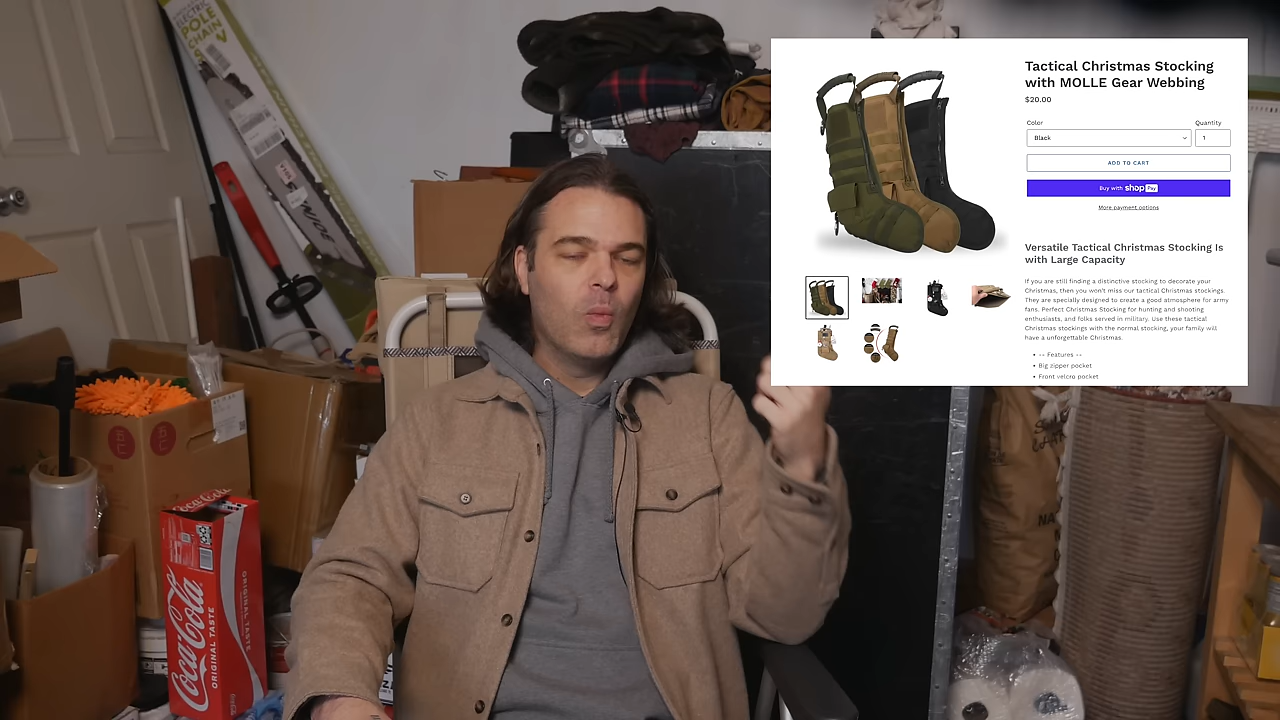 ELECTRIC
POLE
CHAIN
Tactical Christmas Stocking
with MOLLE Gear Webbing
$20.00
Color
Quantity
Black
1
ADD TO CART
Buy with shop Pay
More payment options
Versatile Tactical Christmas Stocking Is
with Large Capacity
If you are still finding a distinctive stocking to decorate your
Christmas, then you won't miss our tactical Christmas stockings.
They are specially designed to create a good atmosphere for army
fans. Perfect Christmas Stocking for hunting and shooting
enthusiasts, and folks served in military. Use these tactical
Christmas stockings with the normal stocking, your family will
have a unforgettable Christmas.
• -- Features --
• Big zipper pocket
• Front velcro pocket
Coca-Cola
Coca-Cola
ORIGINAL TASTE
ORIGINAL TASTE